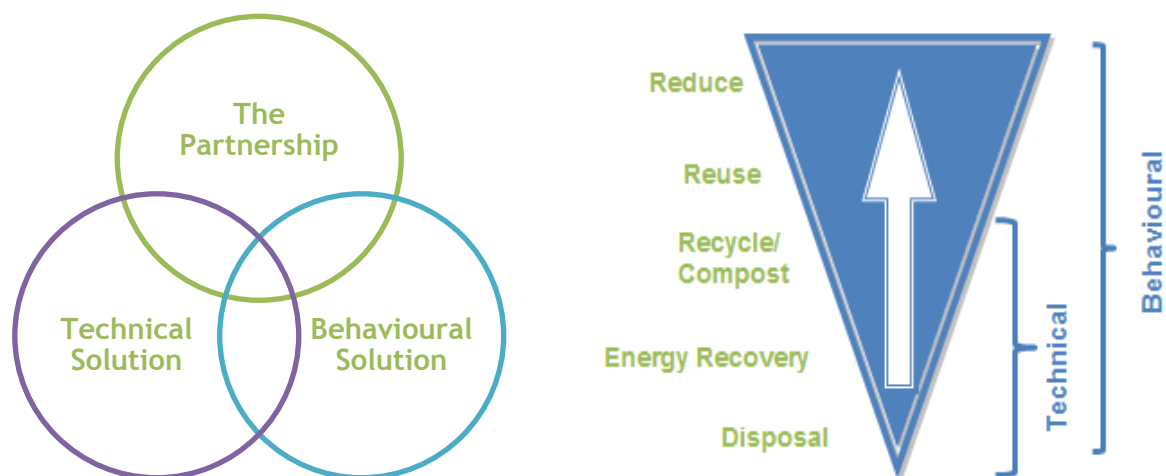 The
Partnership
Technical
Solution
Behavioural
Solution
Reduce
Reuse
Recycle/
Compost
Energy Recovery
Disposal
Technical
Behavioural